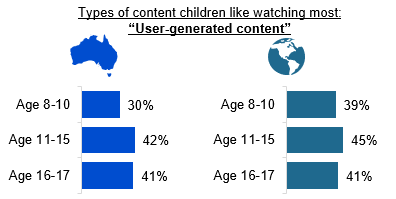 Types of content children like watching most:
“User-generated content”
Age 8-10 30%
Age 11-15 42%
Age 16-17 41%
Age 8-10 39%
Age 11-15 45%
Age 16-17 41%